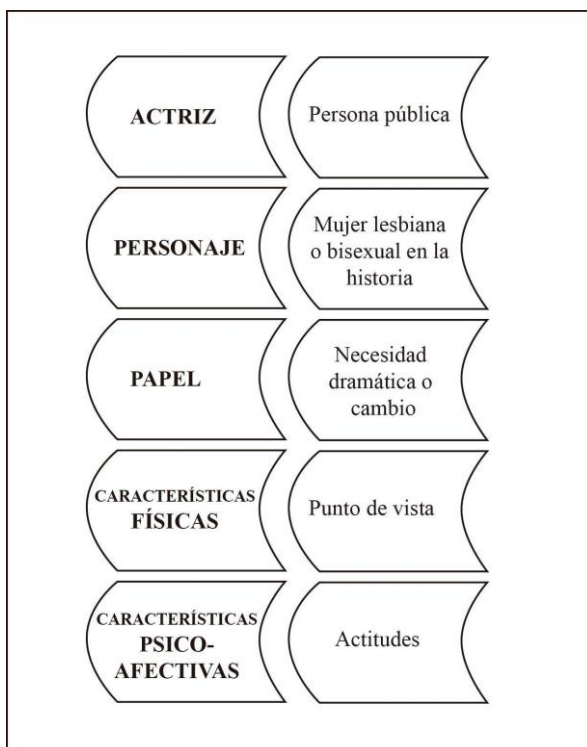 ACTRIZ
Persona pública
PERSONAJE
Mujer lesbiana
o bisexual en la
historia
PAPEL
Necesidad
dramática o
cambio
CARACTERÍSTICAS
FÍSICAS
Punto de vista
CARACTERÍSTICAS
PSICO-
AFECTIVAS
Actitudes